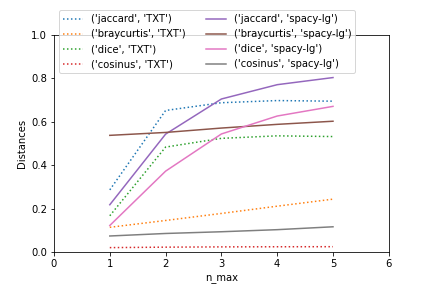 ('jaccard', 'TXT') ('jaccard', 'spacy-lg')
('braycurtis', 'TXT') ('braycurtis', 'spacy-lg')
('dice', 'TXT') ('dice', 'spacy-lg')
('cosinus', 'TXT') ('cosinus', 'spacy-lg')
1.0
0.8
0.6
0.4
0.2
0.0
Distances
0 1 2 3 4 5 6
n_max